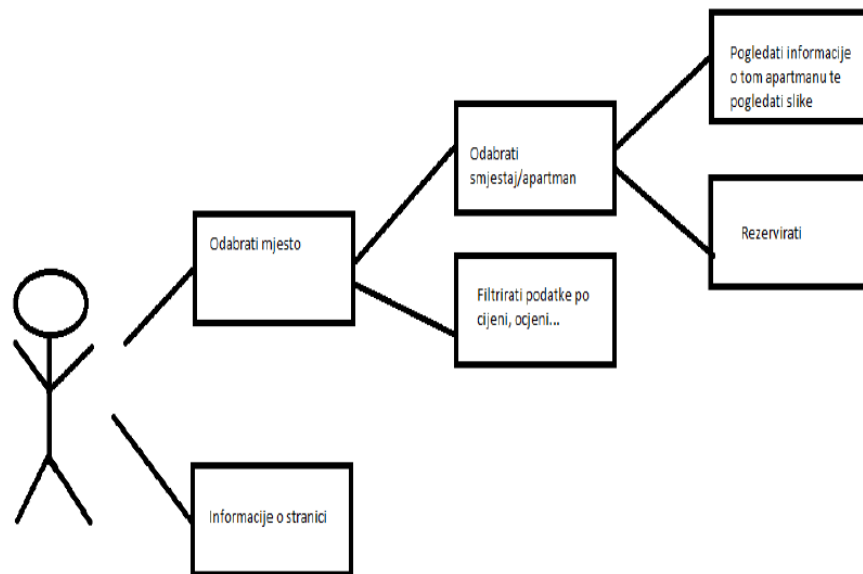 Pogledati informacije
o tom apartmanu te
pogledati slike
Odabrati
smjestaj/apartman
Rezervirati
Odabrati mjesto
Filtrirati podatke po
cijeni, ocjeni...
Informacije o stranici